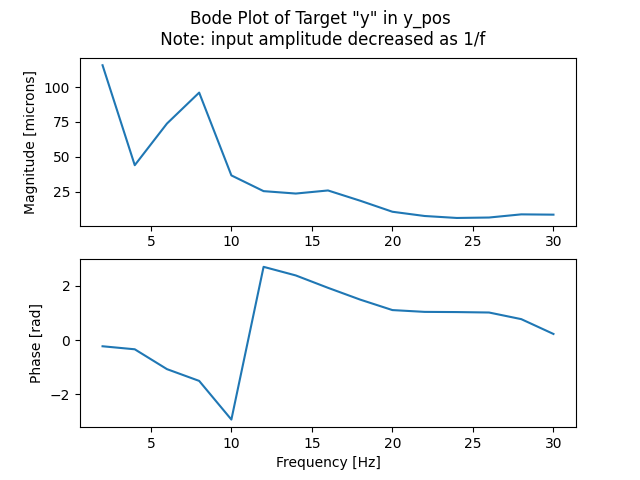 Bode Plot of Target "y" in y_pos
Note: input amplitude decreased as 1/f
Magnitude [microns]
100
75
50
25
5 10 15 20 25 30
Phase [rad]
2
0
−2
5 10 15 20 25 30
Frequency [Hz]